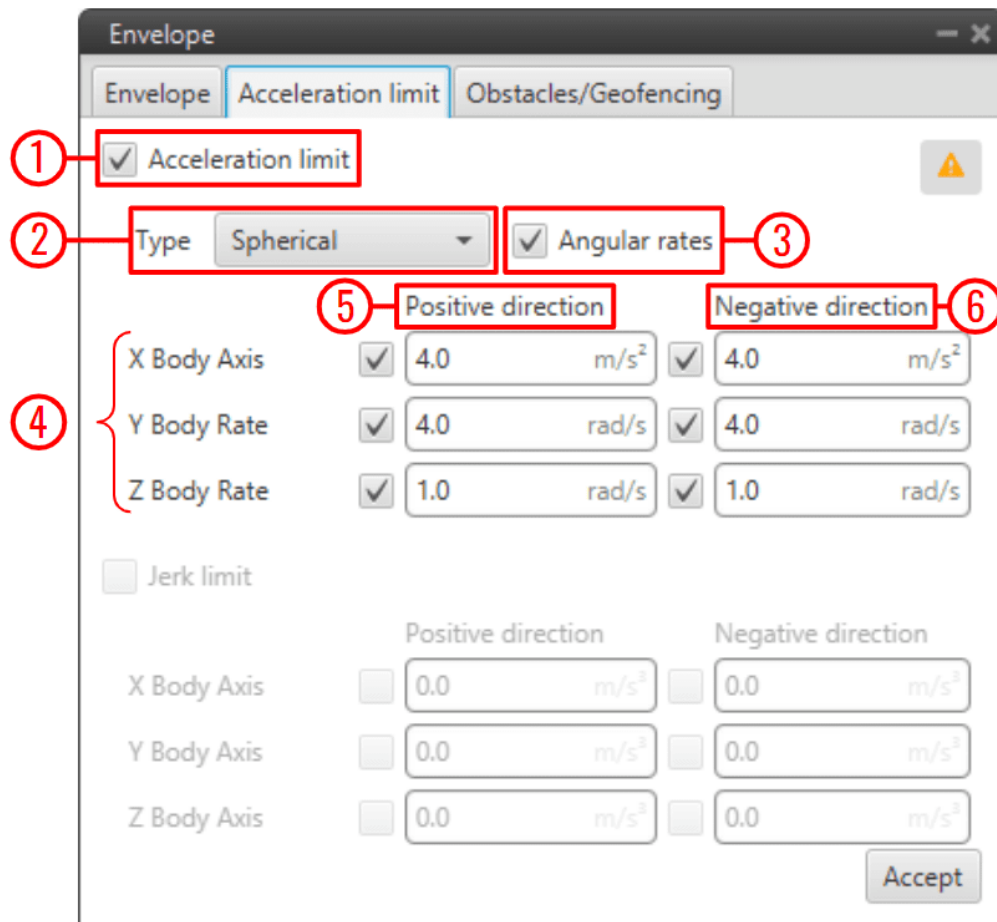 Envelope
Envelope Acceleration limit Obstacles/Geofencing
1 Acceleration limit
2 Type Spherical Angular rates 3
5 Positive direction Negative direction 6
X Body Axis 4.0 m/s² 4.0 m/s²
4 Y Body Rate 4.0 rad/s 4.0 rad/s
Z Body Rate 1.0 rad/s 1.0 rad/s
Jerk limit
Positive direction Negative direction
X Body Axis 0.0 m/s³ 0.0 m/s³
Y Body Axis 0.0 m/s³ 0.0 m/s³
Z Body Axis 0.0 m/s³ 0.0 m/s³
Accept